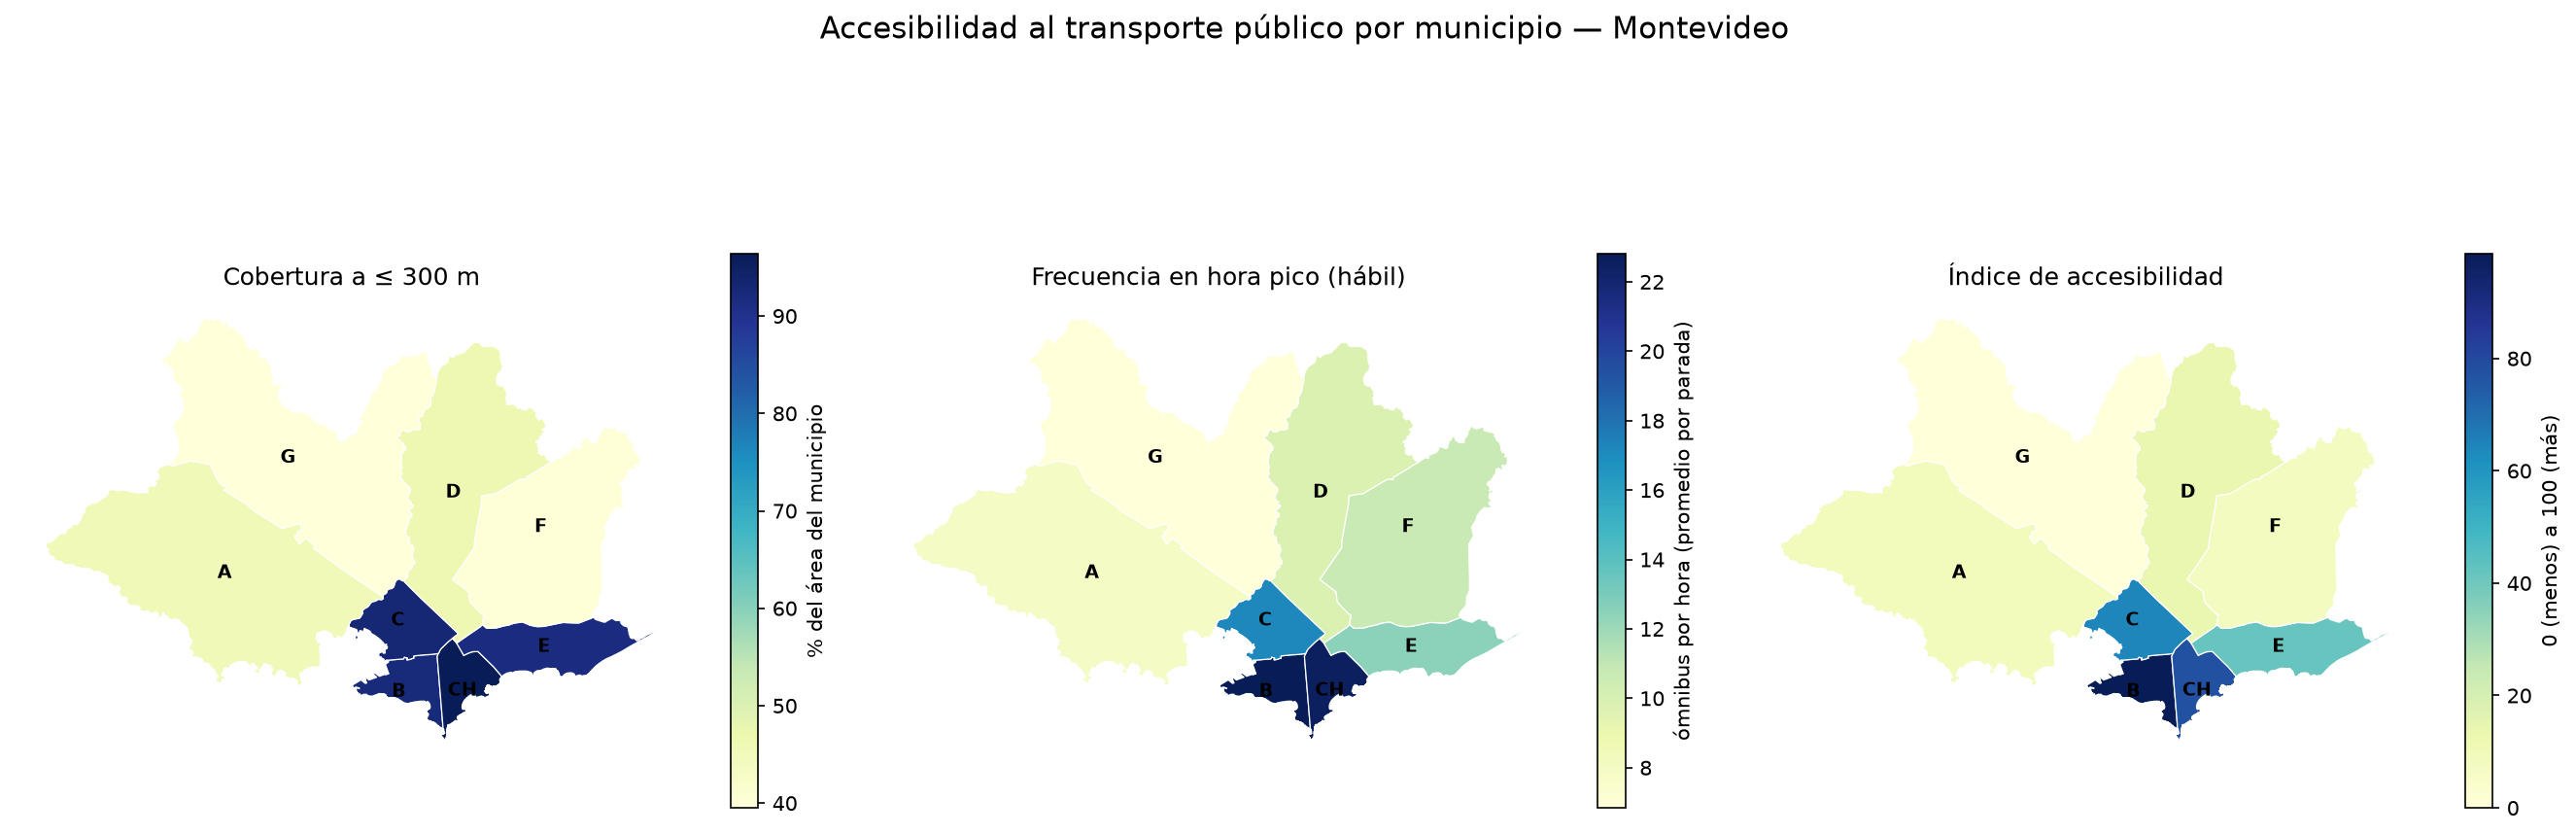 Accesibilidad al transporte público por municipio — Montevideo
Cobertura a ≤ 300 m
G
D
F
A
C
E
B
CH
90
80
70
60
50
40
% del área del municipio
Frecuencia en hora pico (hábil)
G
D
F
A
C
E
B
CH
22
20
18
16
14
12
10
8
ómnibus por hora (promedio por parada)
Índice de accesibilidad
G
D
F
A
C
E
B
CH
80
60
40
20
0
0 (menos) a 100 (más)